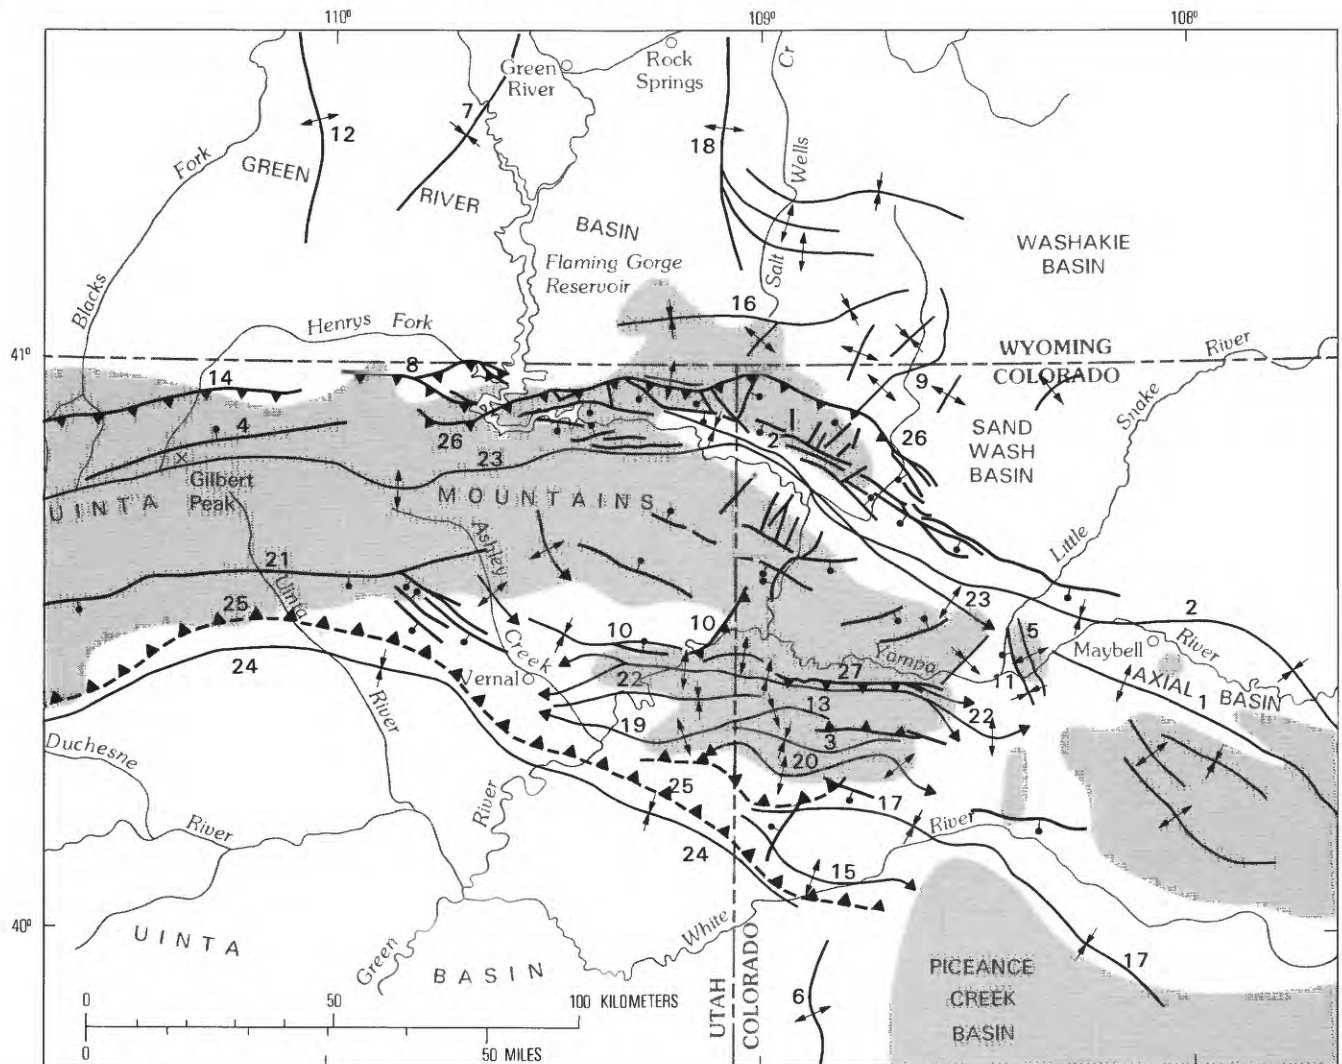 110°
109°
108°
Green
River
Rock
Springs
Cr
7
12
18
Fork
GREEN
RIVER
BASIN
Wells
WASHAKIE
BASIN
Flaming Gorge
Reservoir
Salt
Blacks
Henrys Fork
16
41°
WYOMING
COLORADO
River
8
14
9
Snake
4
26
2
1
26
SAND
WASH
BASIN
23
Gilbert
Peak
UINTA
MOUNTAINS
Ashley
Little
21
Uinta
23
2
25
10
10
5
Creek
River
Maybell
24
Vernal
22
27
Yampa
11
AXIAL BASIN
1
River
13
22
19
3
Duchesne
20
25
17
River
River
River
24
15
White
40°
UINTA
BASIN
Green
UTAH
COLORADO
6
PICEANCE
CREEK
BASIN
17
0 50 100 KILOMETERS
0 50 MILES